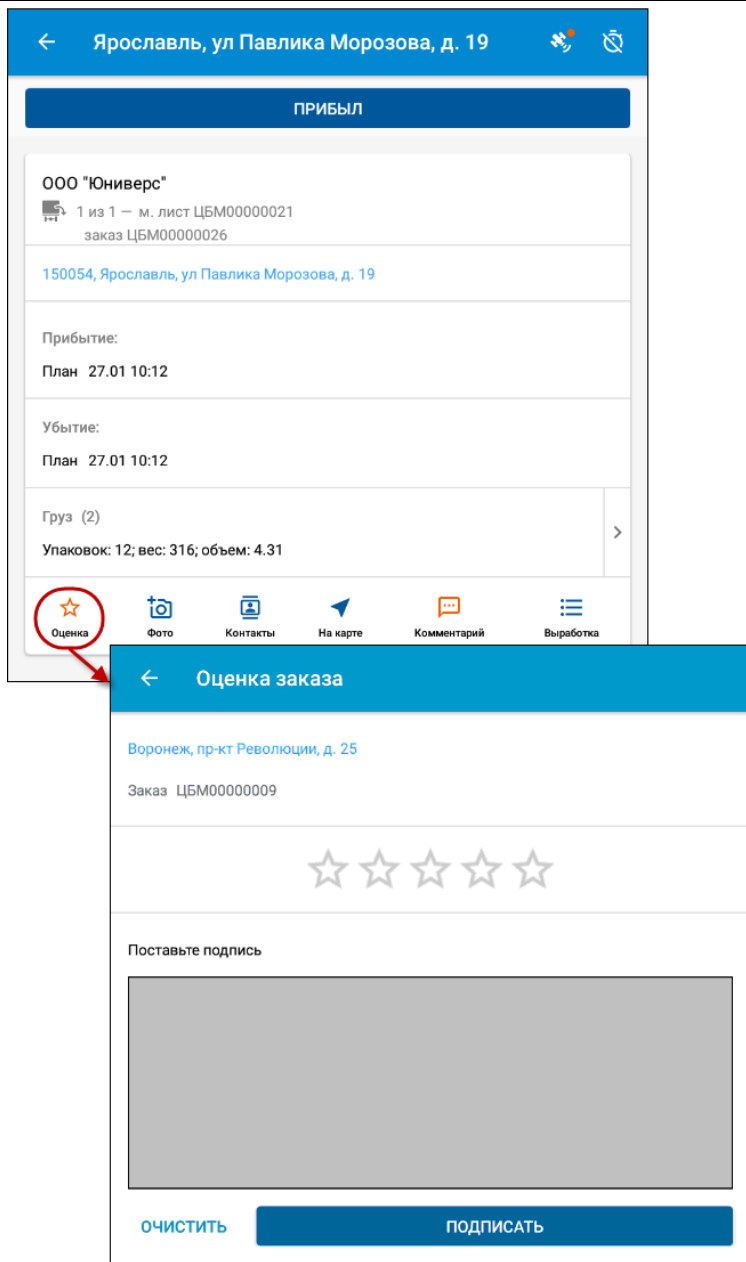 Ярославль, ул Павлика Морозова, д. 19
ПРИБЫЛ
ООО "Юниверс"
1 из 1 — м. лист ЦБМ00000021
заказ ЦБМ00000026
150054, Ярославль, ул Павлика Морозова, д. 19
Прибытие:
План 27.01 10:12
Убытие:
План 27.01 10:12
Груз (2)
Упаковок: 12; вес: 316; объем: 4.31
Оценка Фото Контакты На карте Комментарий Выработка
Оценка заказа
Воронеж, пр-кт Революции, д. 25
Заказ ЦБМ00000009
Поставьте подпись
ОЧИСТИТЬ ПОДПИСАТЬ